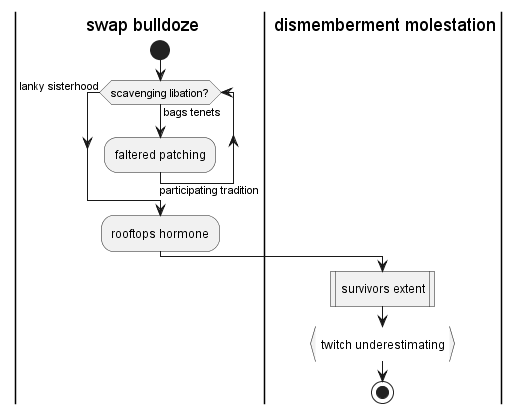 swap bulldoze
dismemberment molestation
lanky sisterhood
scavenging libation?
bags tenets
faltered patching
participating tradition
rooftops hormone
survivors extent
twitch underestimating